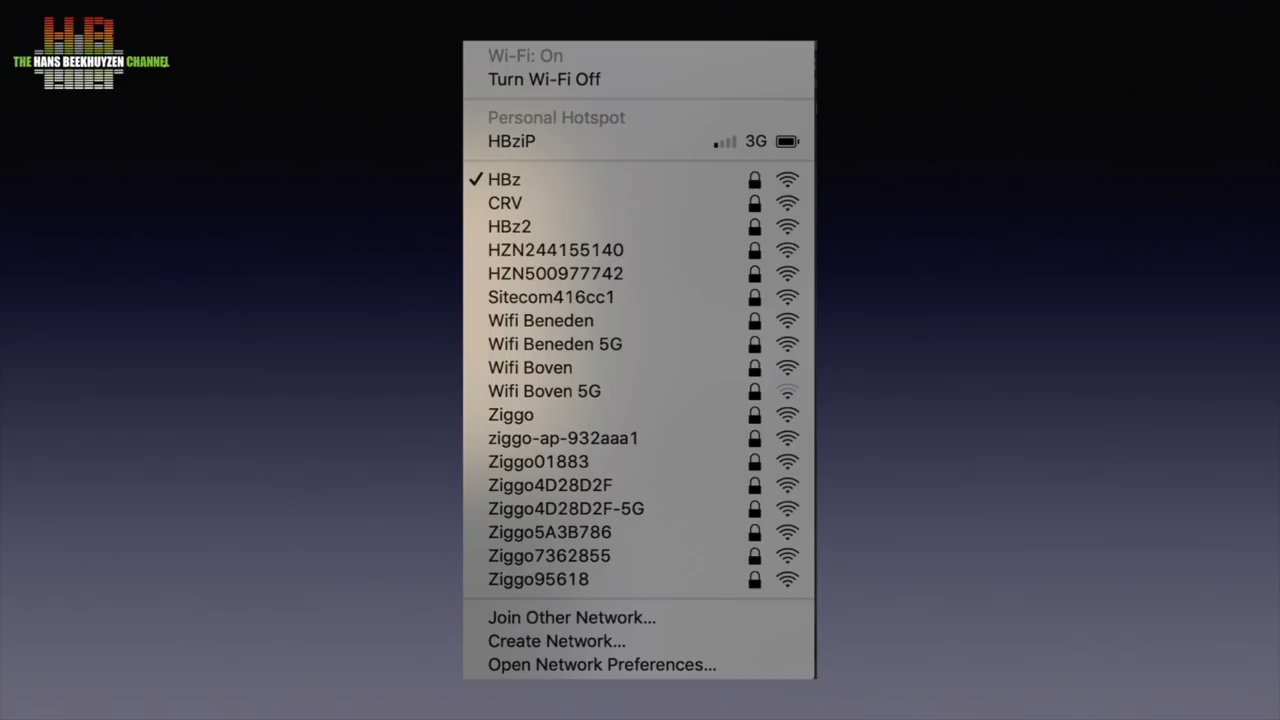 HB
THE HANS BEEKHUYZEN CHANNEL
Wi-Fi: On
Turn Wi-Fi Off
Personal Hotspot
HBziP 3G
HBz
CRV
HBz2
HZN244155140
HZN500977742
Sitecom416cc1
Wifi Beneden
Wifi Beneden 5G
Wifi Boven
Wifi Boven 5G
Ziggo
ziggo-ap-932aaa1
Ziggo01883
Ziggo4D28D2F
Ziggo4D28D2F-5G
Ziggo5A3B786
Ziggo7362855
Ziggo95618
Join Other Network...
Create Network...
Open Network Preferences...